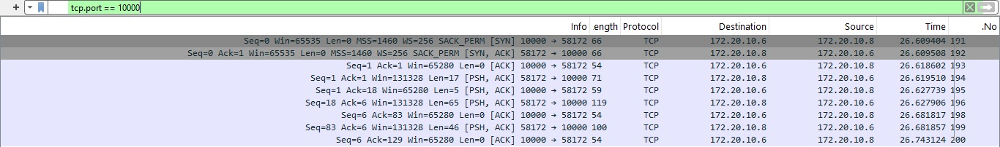 tcp.port == 10000
Info .ength Protocol Destination Source Time .No
Seq=0 Win=65535 Len=0 MSS=1460 WS=256 SACK_PERM [SYN] 10000 → 58172 66 TCP 172.20.10.6 172.20.10.8 26.609404 191
Seq=0 Ack=1 Win=65535 Len=0 MSS=1460 WS=256 SACK_PERM [SYN, ACK] 58172 → 10000 66 TCP 172.20.10.8 172.20.10.6 26.609508 192
Seq=1 Ack=1 Win=65280 Len=0 [ACK] 10000 → 58172 54 TCP 172.20.10.6 172.20.10.8 26.618602 193
Seq=1 Ack=1 Win=131328 Len=17 [PSH, ACK] 58172 → 10000 71 TCP 172.20.10.8 172.20.10.6 26.619510 194
Seq=1 Ack=18 Win=65280 Len=5 [PSH, ACK] 10000 → 58172 59 TCP 172.20.10.6 172.20.10.8 26.627739 195
Seq=18 Ack=6 Win=131328 Len=65 [PSH, ACK] 58172 → 10000 119 TCP 172.20.10.8 172.20.10.6 26.627906 196
Seq=6 Ack=83 Win=65280 Len=0 [ACK] 10000 → 58172 54 TCP 172.20.10.6 172.20.10.8 26.681817 198
Seq=83 Ack=6 Win=131328 Len=46 [PSH, ACK] 58172 → 10000 100 TCP 172.20.10.8 172.20.10.6 26.681857 199
Seq=6 Ack=129 Win=65280 Len=0 [ACK] 10000 → 58172 54 TCP 172.20.10.6 172.20.10.8 26.743124 200